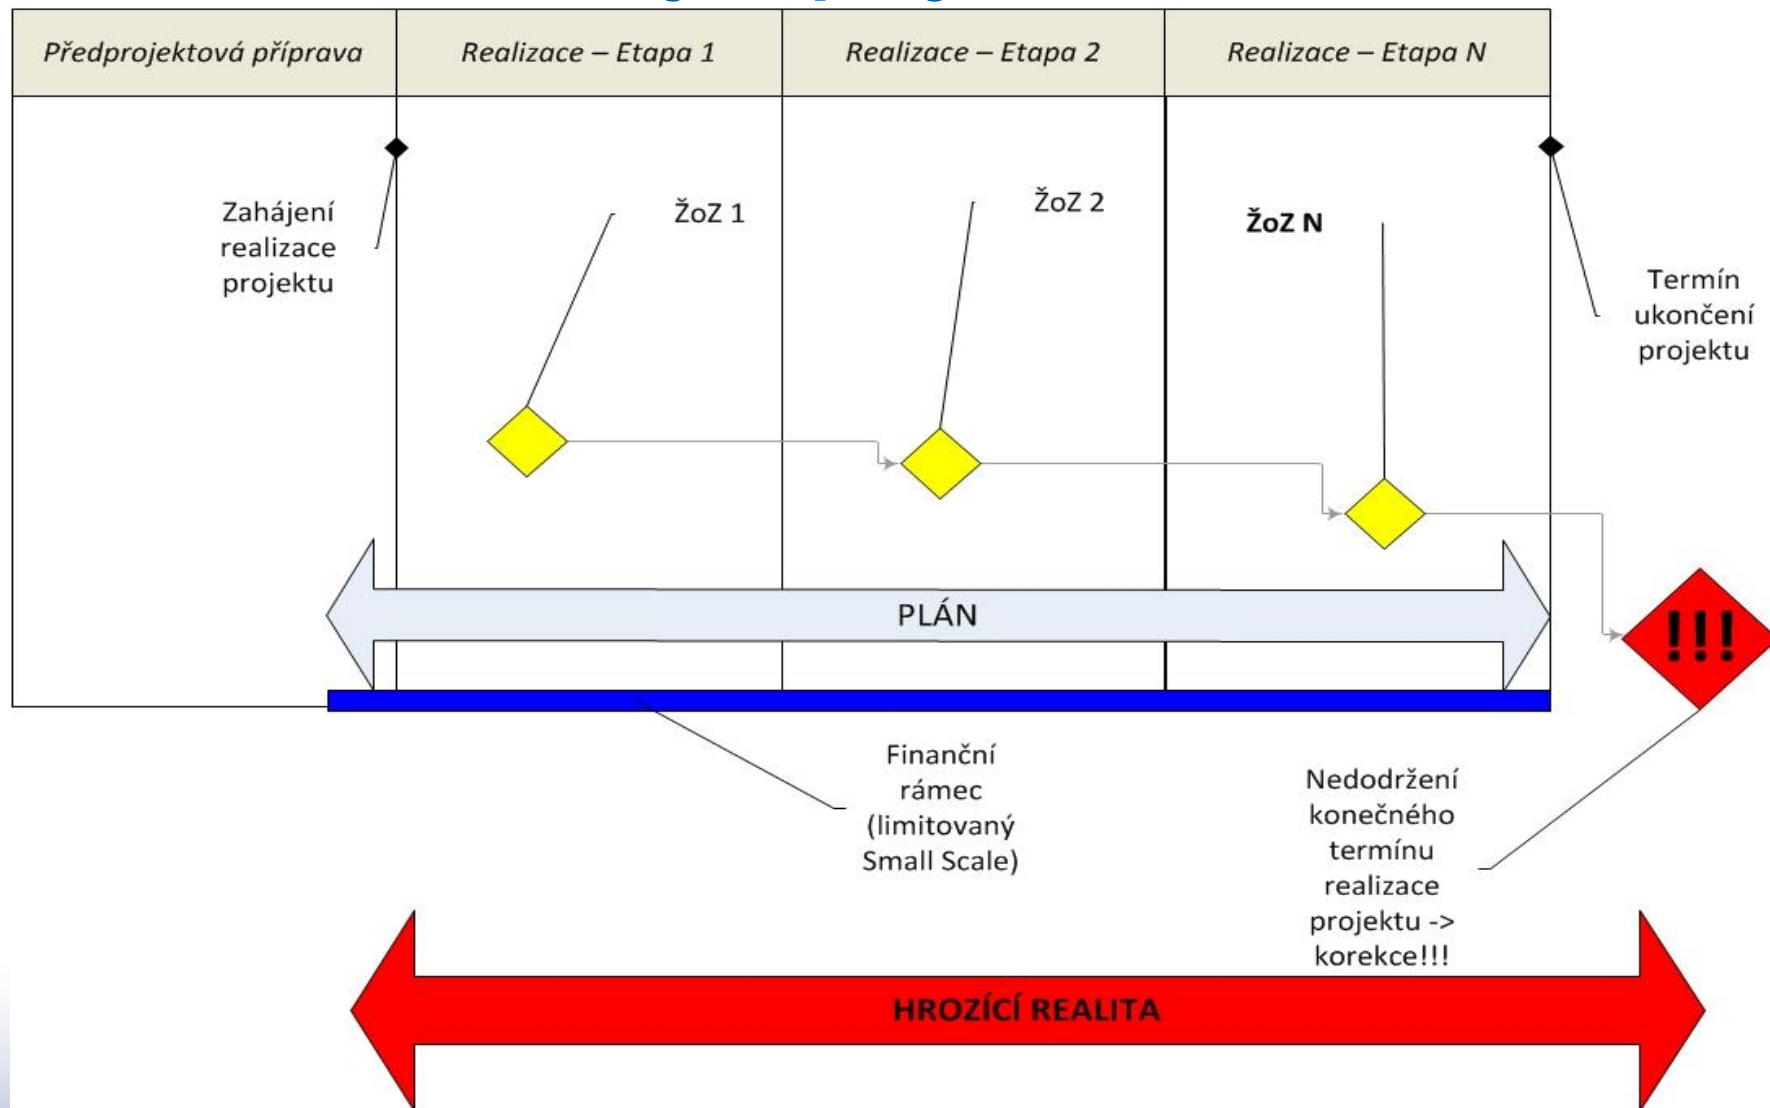 Předprojektová příprava
Realizace – Etapa 1
Realizace – Etapa 2
Realizace – Etapa N
Zahájení
realizace
projektu
ŽoZ 1
ŽoZ 2
ŽoZ N
Termín
ukončení
projektu
PLÁN
!!!
Finanční
rámec
(limitovaný
Small Scale)
Nedodržení
konečného
termínu
realizace
projektu ->
korekce!!!
HROZÍCÍ REALITA